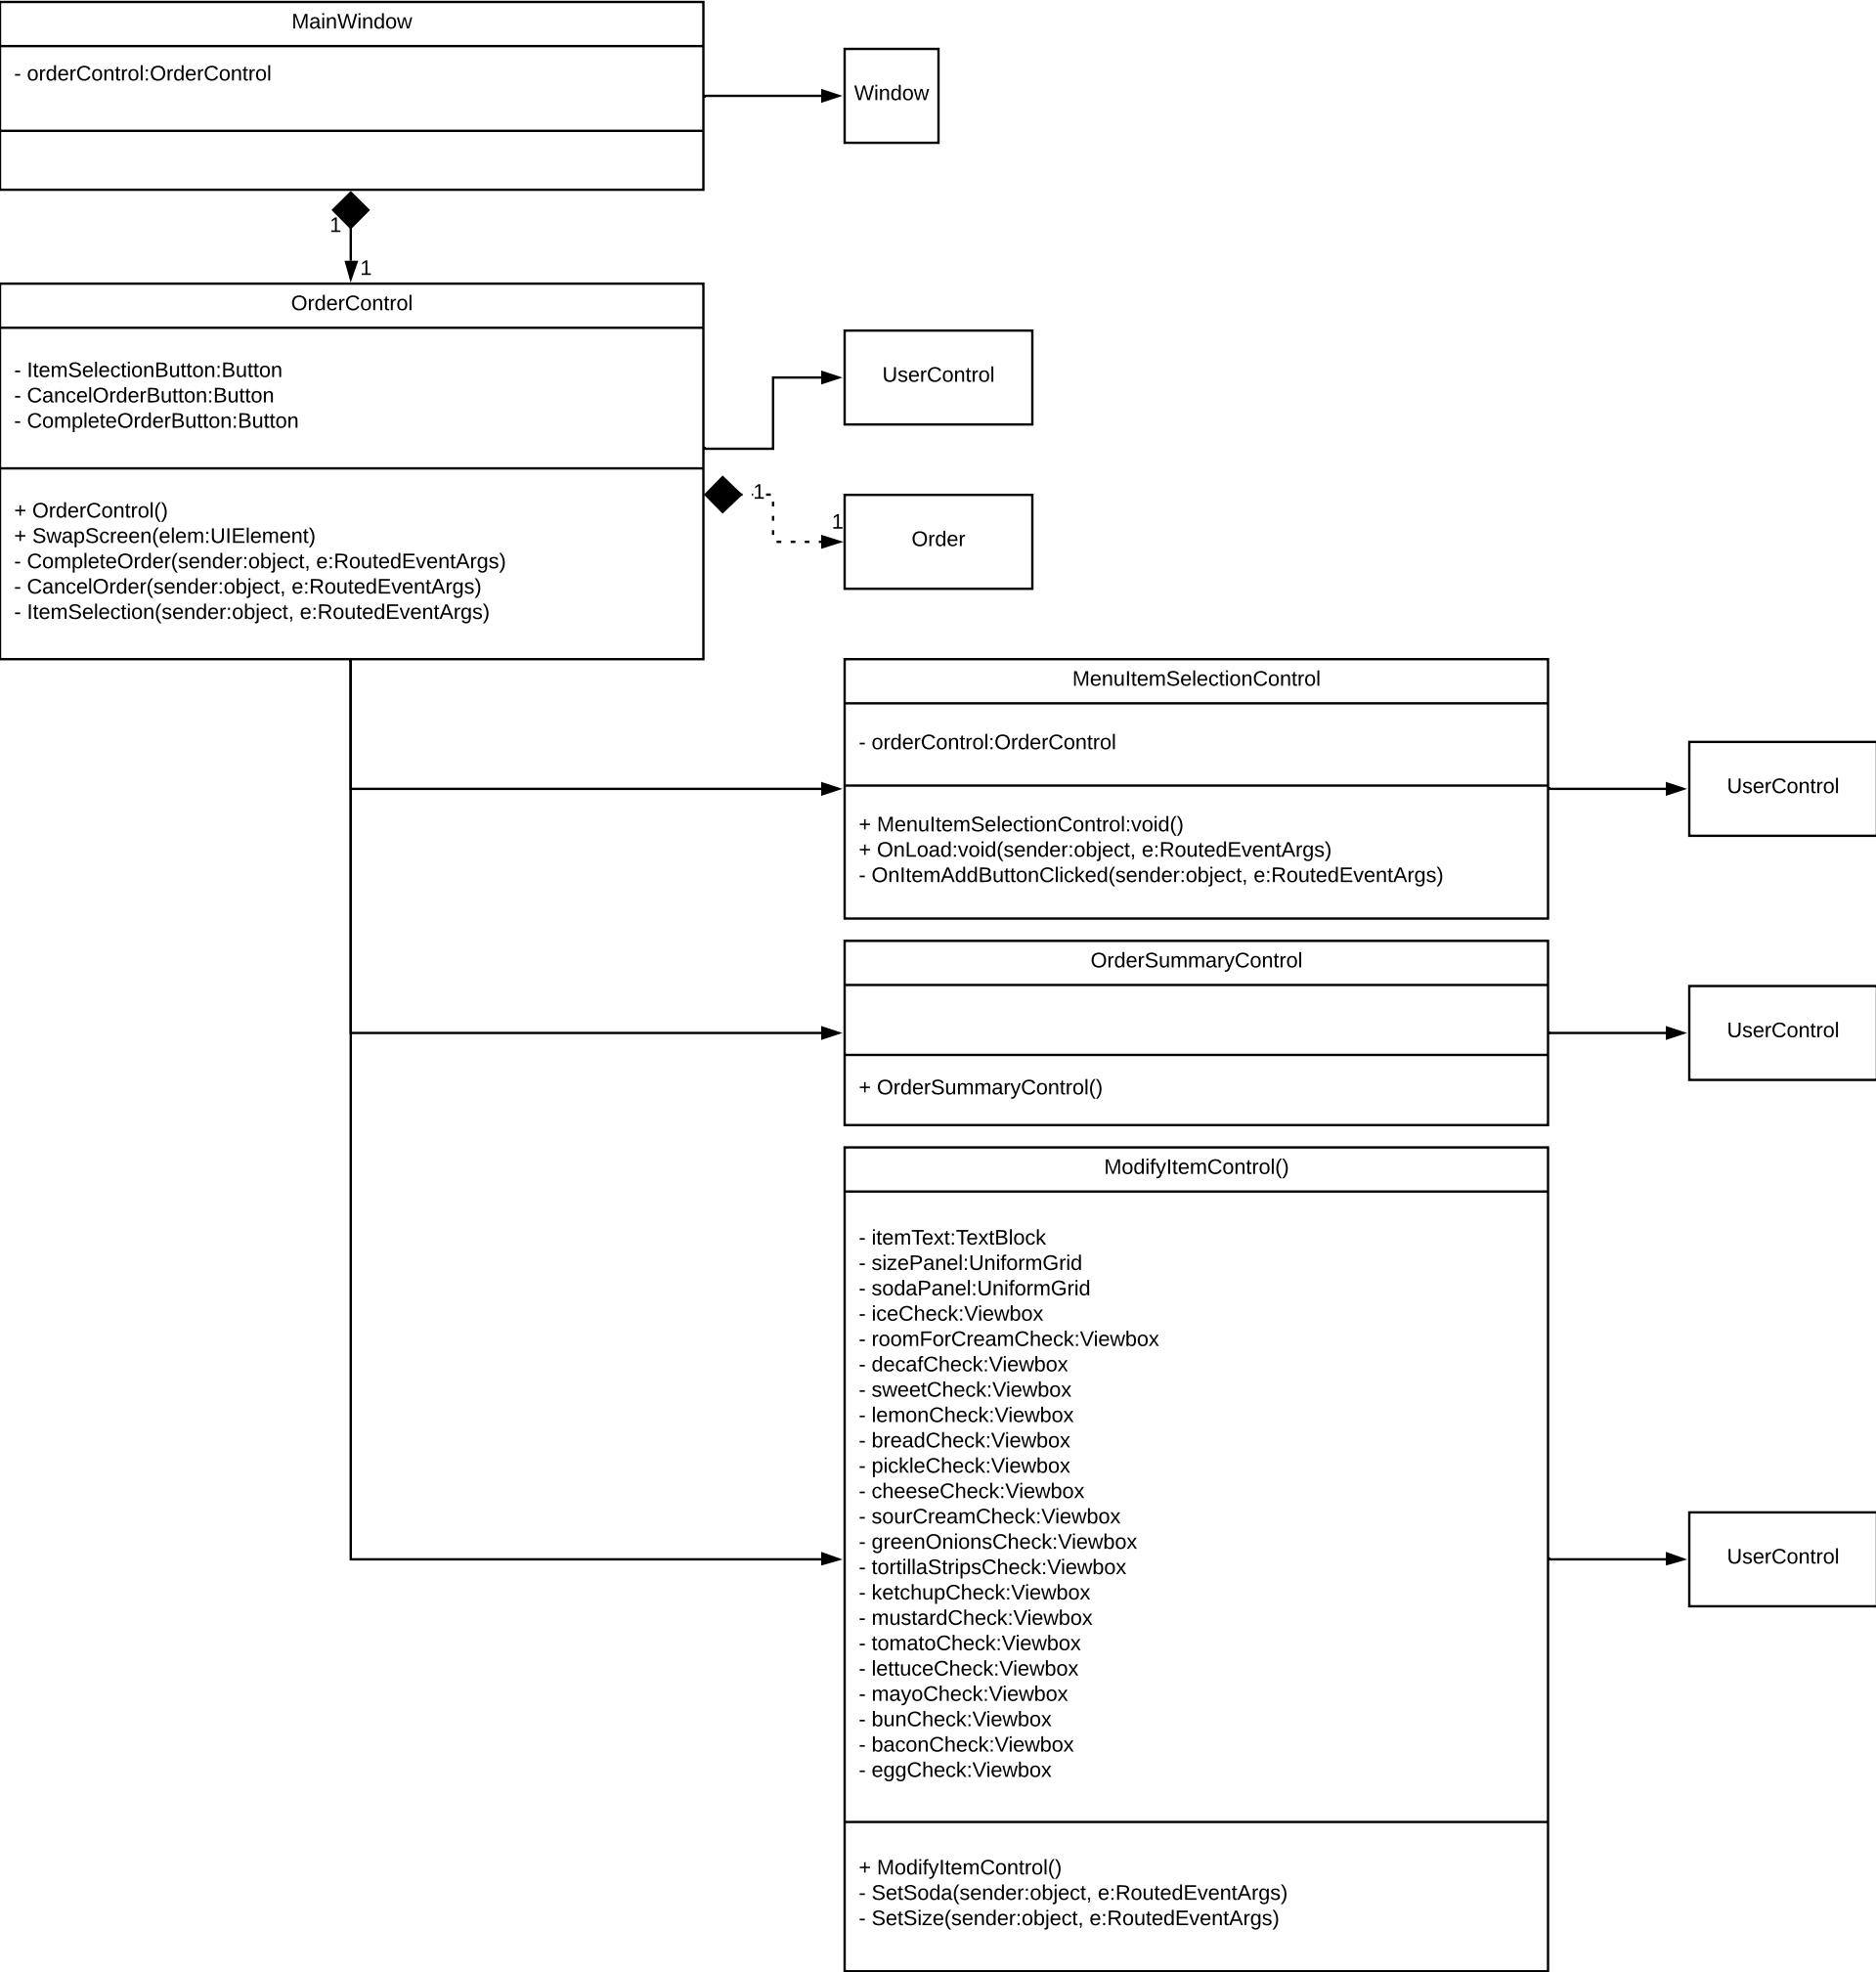 MainWindow
- orderControl:OrderControl
Window
1
1
OrderControl
- ItemSelectionButton:Button
- CancelOrderButton:Button
- CompleteOrderButton:Button
UserControl
+ OrderControl()
+ SwapScreen(elem:UIElement)
- CompleteOrder(sender:object, e:RoutedEventArgs)
- CancelOrder(sender:object, e:RoutedEventArgs)
- ItemSelection(sender:object, e:RoutedEventArgs)
1
1
Order
MenuItemSelectionControl
- orderControl:OrderControl
+ MenuItemSelectionControl:void()
+ OnLoad:void(sender:object, e:RoutedEventArgs)
- OnItemAddButtonClicked(sender:object, e:RoutedEventArgs)
UserControl
OrderSummaryControl
+ OrderSummaryControl()
UserControl
ModifyItemControl()
- itemText:TextBlock
- sizePanel:UniformGrid
- sodaPanel:UniformGrid
- iceCheck:Viewbox
- roomForCreamCheck:Viewbox
- decafCheck:Viewbox
- sweetCheck:Viewbox
- lemonCheck:Viewbox
- breadCheck:Viewbox
- pickleCheck:Viewbox
- cheeseCheck:Viewbox
- sourCreamCheck:Viewbox
- greenOnionsCheck:Viewbox
- tortillaStripsCheck:Viewbox
- ketchupCheck:Viewbox
- mustardCheck:Viewbox
- tomatoCheck:Viewbox
- lettuceCheck:Viewbox
- mayoCheck:Viewbox
- bunCheck:Viewbox
- baconCheck:Viewbox
- eggCheck:Viewbox
+ ModifyItemControl()
- SetSoda(sender:object, e:RoutedEventArgs)
- SetSize(sender:object, e:RoutedEventArgs)
UserControl